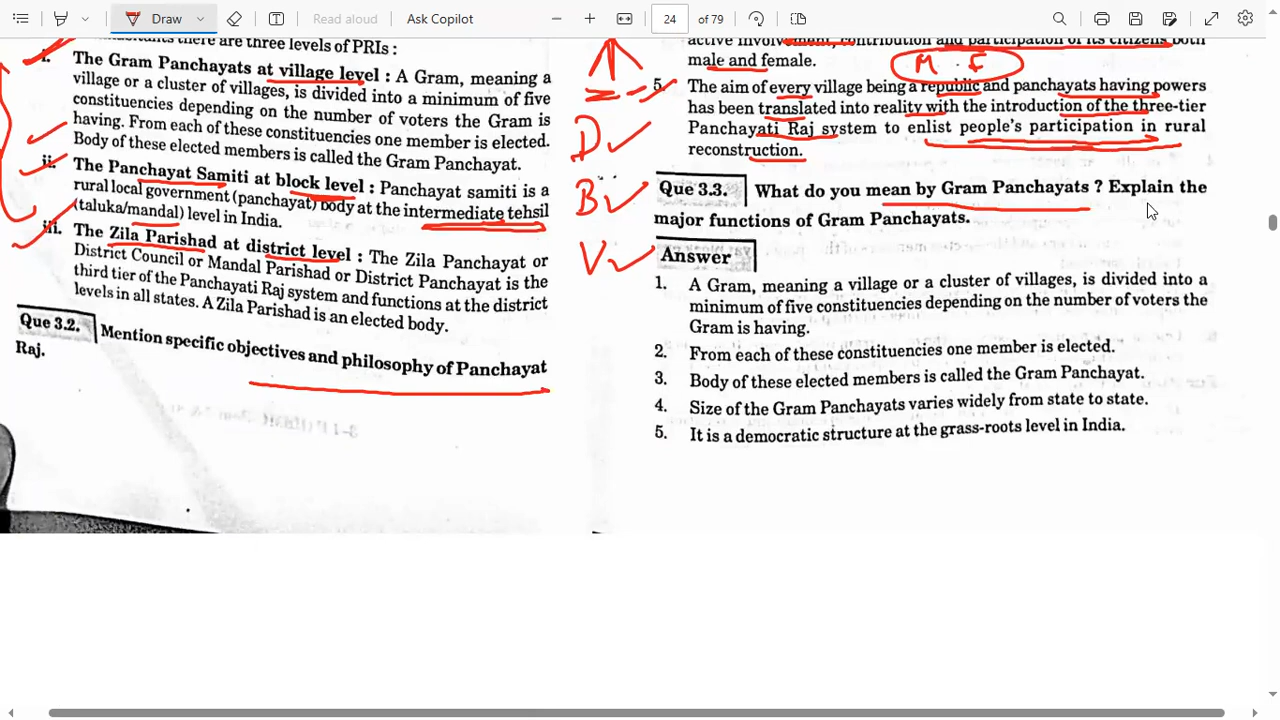 Draw
Read aloud
Ask Copilot
24
of 79
inhabitants there are three levels of PRIs :
i. The Gram Panchayats at village level : A Gram, meaning a
village or a cluster of villages, is divided into a minimum of five
constituencies depending on the number of voters the Gram is
having. From each of these constituencies one member is elected.
Body of these elected members is called the Gram Panchayat.
ii. The Panchayat Samiti at block level : Panchayat samiti is a
rural local government (panchayat) body at the intermediate tehsil
(taluka/mandal) level in India.
iii. The Zila Parishad at district level : The Zila Panchayat or
District Council or Mandal Parishad or District Panchayat is the
third tier of the Panchayati Raj system and functions at the district
levels in all states. A Zila Parishad is an elected body.
Que 3.2. Mention specific objectives and philosophy of Panchayat
Raj.
active involvement, contribution and participation of its citizens both
male and female.
M F
5. The aim of every village being a republic and panchayats having powers
has been translated into reality with the introduction of the three-tier
Panchayati Raj system to enlist people's participation in rural
reconstruction.
D
B
V
Que 3.3. What do you mean by Gram Panchayats ? Explain the
major functions of Gram Panchayats.
Answer
1. A Gram, meaning a village or a cluster of villages, is divided into a
minimum of five constituencies depending on the number of voters the
Gram is having.
2. From each of these constituencies one member is elected.
3. Body of these elected members is called the Gram Panchayat.
4. Size of the Gram Panchayats varies widely from state to state.
5. It is a democratic structure at the grass-roots level in India.